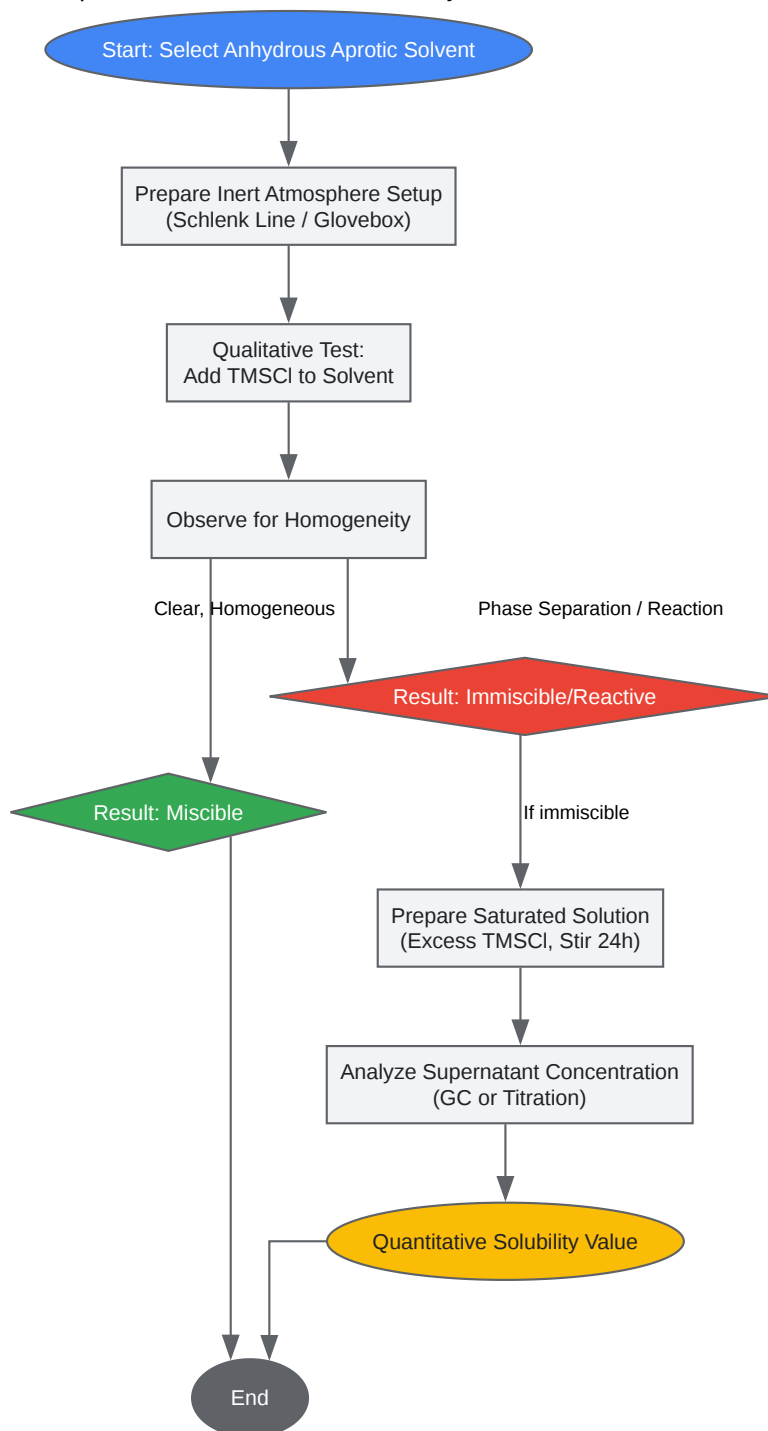 Start: Select Anhydrous Aprotic Solvent
Prepare Inert Atmosphere Setup
(Schlenk Line / Glovebox)
Qualitative Test:
Add TMSCl to Solvent
Observe for Homogeneity
Clear, Homogeneous
Phase Separation / Reaction
Result: Immiscible/Reactive
Result: Miscible
If immiscible
Prepare Saturated Solution
(Excess TMSCl, Stir 24h)
Analyze Supernatant Concentration
(GC or Titration)
Quantitative Solubility Value
End